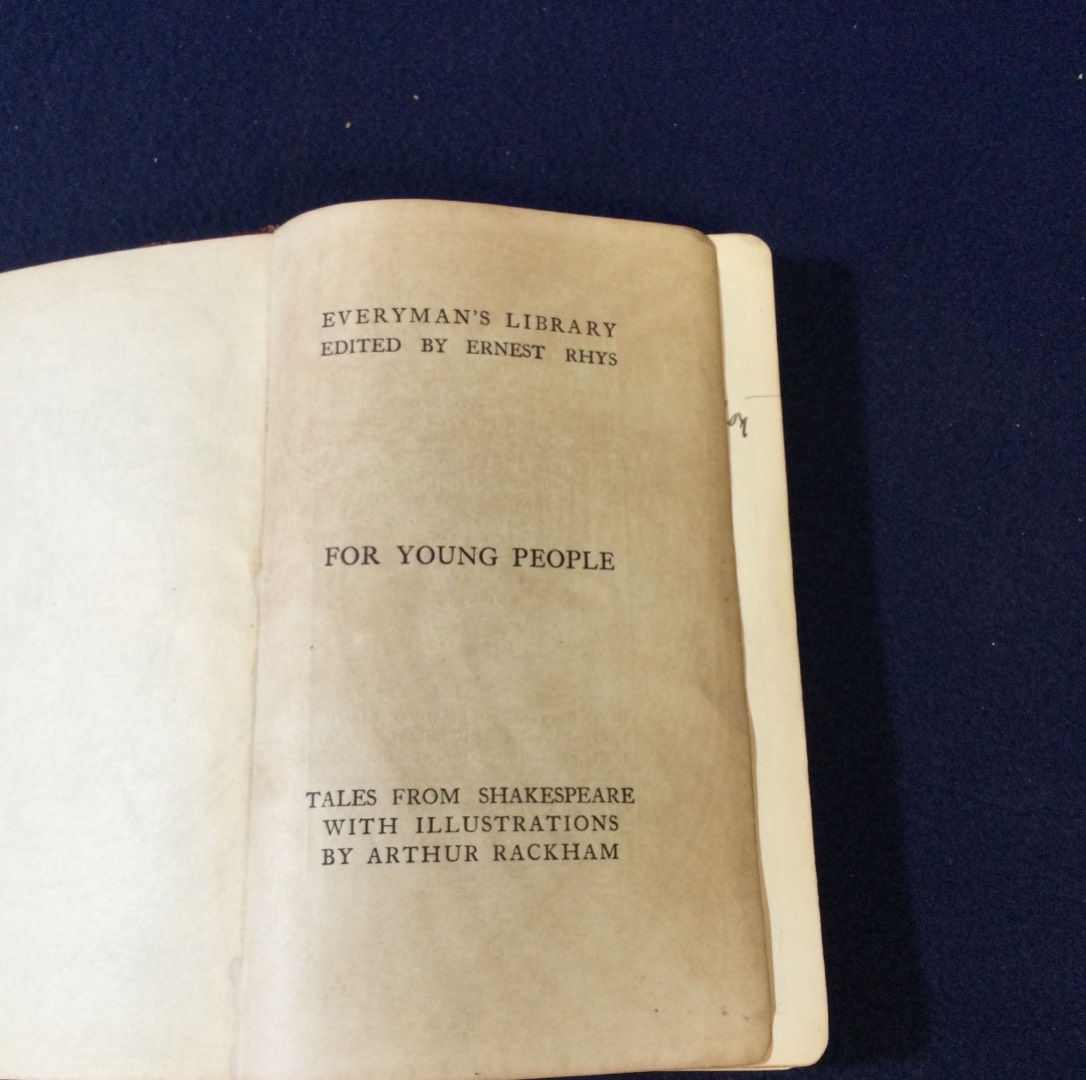 EVERYMAN'S LIBRARY
EDITED BY ERNEST RHYS
FOR YOUNG PEOPLE
TALES FROM SHAKESPEARE
WITH ILLUSTRATIONS
BY ARTHUR RACKHAM